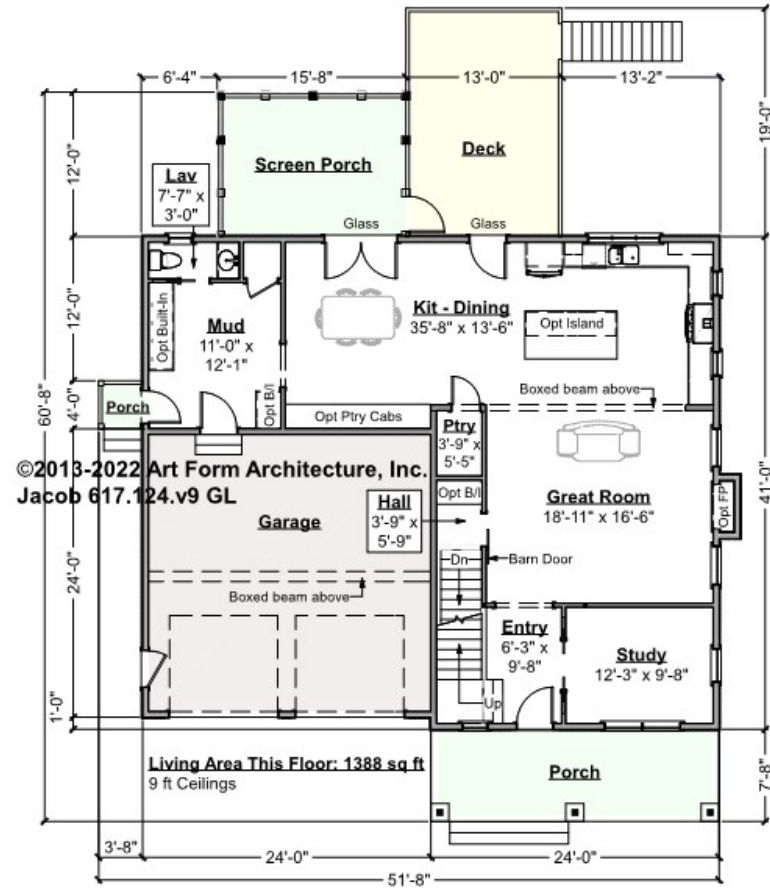 6'-4"
15'-8"
13'-0"
13'-2"
12'-0"
19'-0"
Screen Porch
Deck
Lav
7'-7" x
3'-0"
Glass
Glass
12'-0"
Opt Built-In
Mud
11'-0" x
12'-1"
Kit - Dining
35'-8" x 13'-6"
Opt Island
60'-8"
4'-0"
Porch
Opt B/I
Opt Ptry Cabs
Boxed beam above
Ptry
3'-9" x
5'-5"
©2013-2022 Art Form Architecture, Inc.
Jacob 617.124.v9 GL
Opt B/I
Great Room
18'-11" x 16'-6"
Opt FP
41'-0"
Garage
Hall
3'-9" x
5'-9"
24'-0"
Dn
Barn Door
Boxed beam above
Entry
6'-3" x
9'-8"
Study
12'-3" x 9'-8"
Up
1'-0"
Living Area This Floor: 1388 sq ft
9 ft Ceilings
Porch
7'-8"
3'-8"
24'-0"
24'-0"
51'-8"